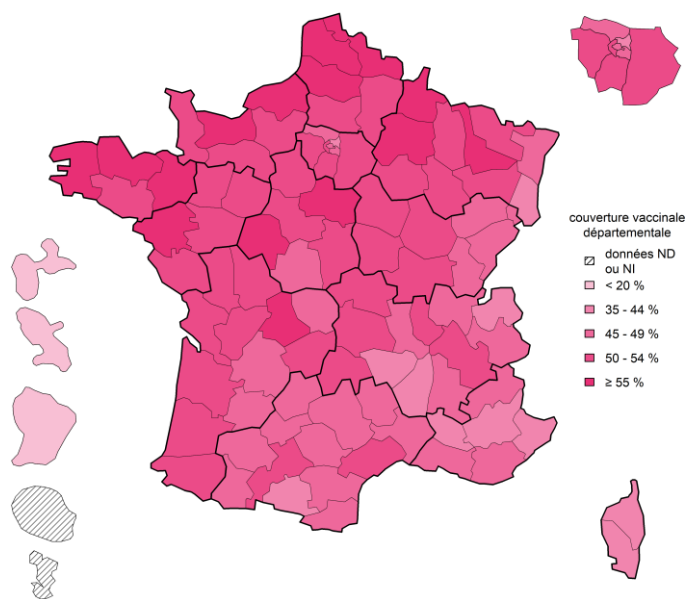 couverture vaccinale
départementale
données ND
ou NI
< 20 %
35 - 44 %
45 - 49 %
50 - 54 %
≥ 55 %